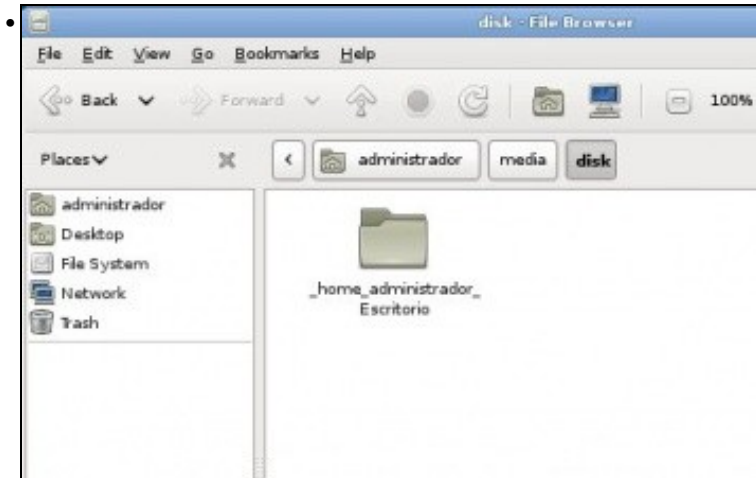 disk - File Browser
File Edit View Go Bookmarks Help
Back Forward 100%
Places administrador media disk
administrador
Desktop
File System
Network
Trash
_home_administrador_
Escritorio